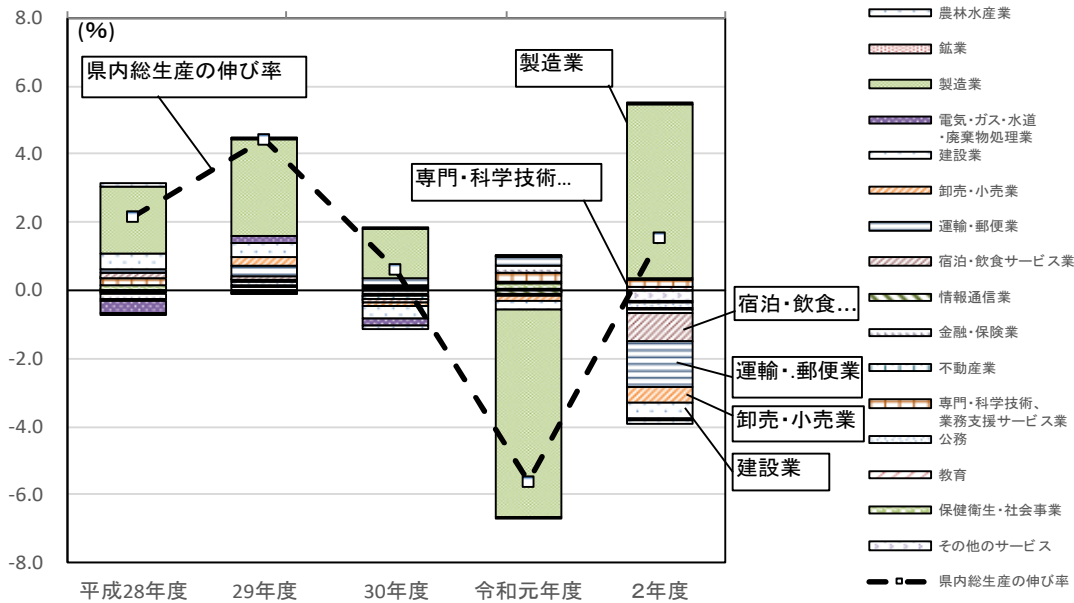 8.0
6.0
4.0
2.0
0.0
-2.0
-4.0
-6.0
-8.0
(%)
県内総生産の伸び率
製造業
専門・科学技術…
宿泊・飲食…
運輸・.郵便業
卸売・小売業
建設業
平成28年度
29年度
30年度
令和元年度
2年度
農林水産業
鉱業
製造業
電気・ガス・水道
・廃棄物処理業
建設業
卸売・小売業
運輸・郵便業
宿泊・飲食サービス業
情報通信業
金融・保険業
不動産業
専門・科学技術、
業務支援サービス業
公務
教育
保健衛生・社会事業
その他のサービス
県内総生産の伸び率